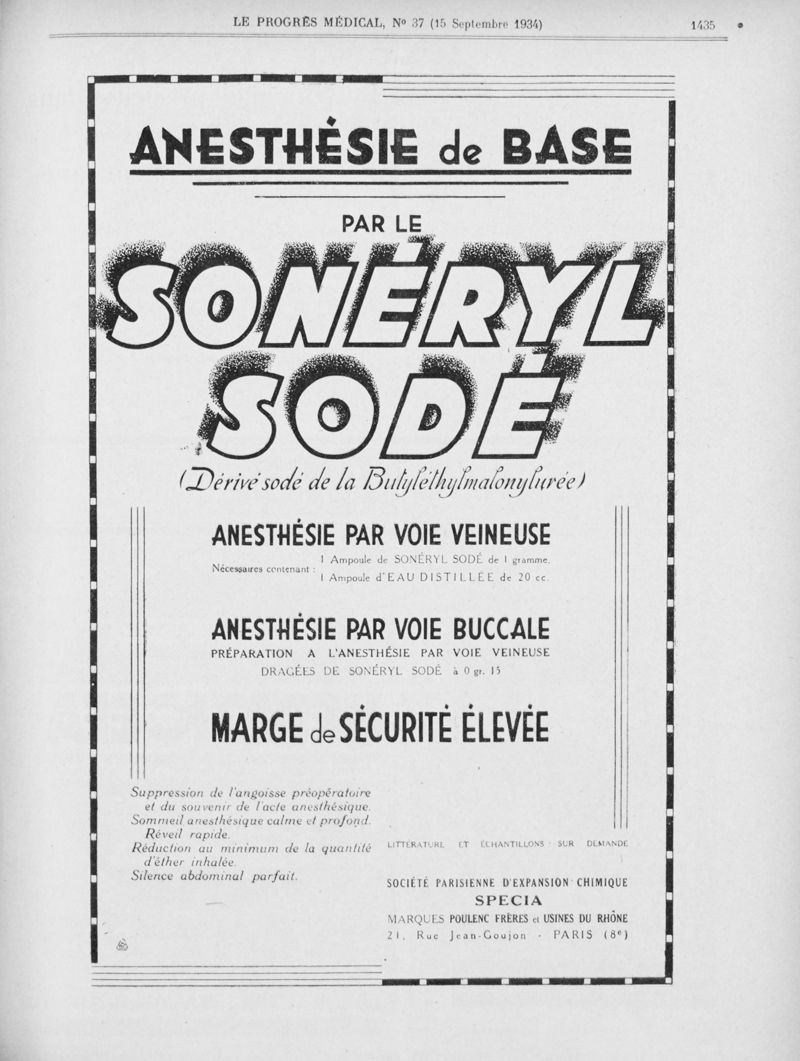 LE PROGRÈS MÉDICAL, Nº 37 (15 Septembre 1934)
1435
ANESTHÉSIE de BASE
PAR LE
SONÉRYL
SODÉ
(Dérivé sodé de la Butyléthylmalonylurée)
ANESTHÉSIE PAR VOIE VEINEUSE
Nécessaires contenant :
1 Ampoule de SONÉRYL SODÉ de 1 gramme.
1 Ampoule d'EAU DISTILLÉE de 20 cc.
ANESTHÉSIE PAR VOIE BUCCALE
PRÉPARATION A L'ANESTHÉSIE PAR VOIE VEINEUSE
DRAGÉES DE SONÉRYL SODÉ à 0 gr. 15
MARGE de SÉCURITÉ ÉLEVÉE
Suppression de l'angoisse préopératoire
et du souvenir de l'acte anesthésique.
Sommeil anesthésique calme et profond.
Réveil rapide.
Réduction au minimum de la quantité
d'éther inhalée.
Silence abdominal parfait.
LITTÉRATURE ET ÉCHANTILLONS SUR DEMANDE
SOCIÉTÉ PARISIENNE D'EXPANSION CHIMIQUE
SPECIA
MARQUES POULENC FRÈRES et USINES DU RHÔNE
21, Rue Jean-Goujon - PARIS (8e)